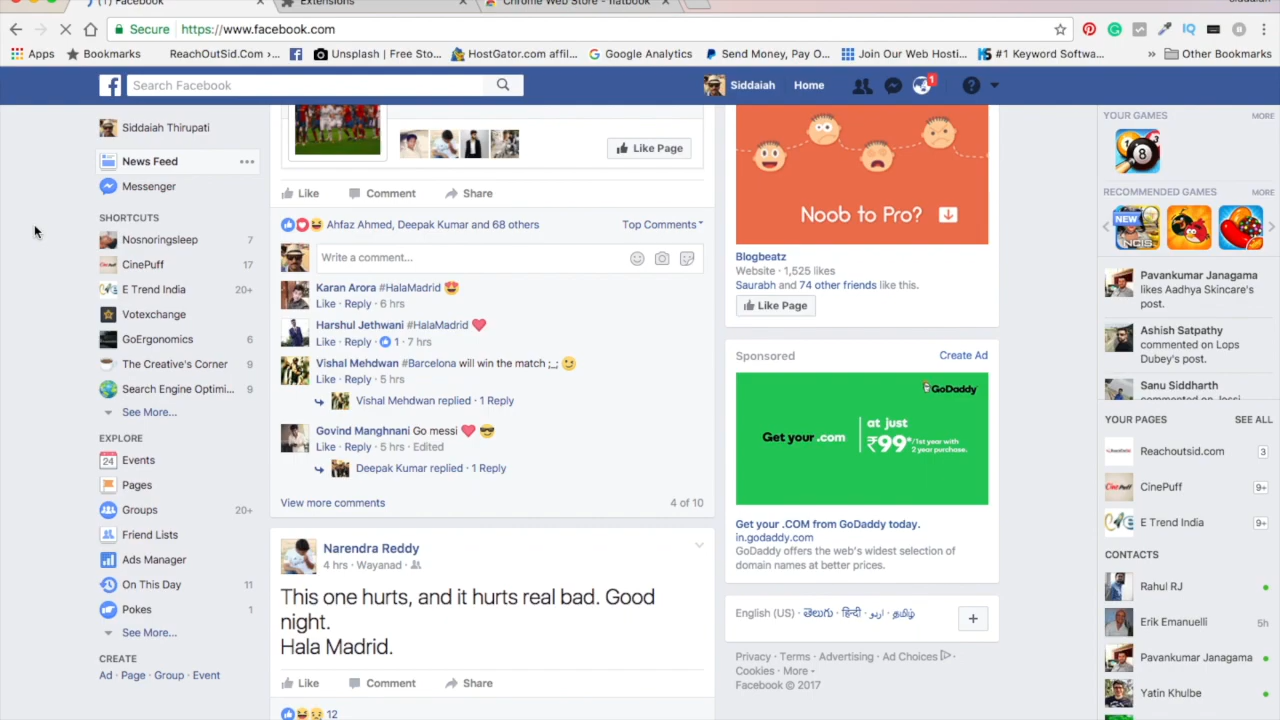 (1) Facebook
Extensions
Chrome Web Store - flatbook
Siddaiah
Secure
https://www.facebook.com
Apps
Bookmarks
ReachOutSid.Com ›...
Unsplash | Free Sto...
HostGator.com affil...
Google Analytics
Send Money, Pay O...
Join Our Web Hosti...
#1 Keyword Softwa...
»
Other Bookmarks
Search Facebook
Siddaiah
Home
1
Siddaiah Thirupati
News Feed
Messenger
SHORTCUTS
Nosnoringsleep 7
CinePuff 17
E Trend India 20+
Votexchange
GoErgonomics 6
The Creative's Corner 9
Search Engine Optimi... 9
See More...
EXPLORE
24 Events
Pages
Groups 20+
Friend Lists
Ads Manager
On This Day 11
Pokes 1
See More...
CREATE
Ad · Page · Group · Event
Like Page
Like Comment Share
Ahfaz Ahmed, Deepak Kumar and 68 others
Top Comments
Write a comment...
Karan Arora #HalaMadrid 😍
Like · Reply · 6 hrs
Harshul Jethwani #HalaMadrid ❤
Like · Reply · 1 · 7 hrs
Vishal Mehdwan #Barcelona will win the match ;_; 😉
Like · Reply · 5 hrs
Vishal Mehdwan replied · 1 Reply
Govind Manghnani Go messi ❤ 😎
Like · Reply · 5 hrs · Edited
Deepak Kumar replied · 1 Reply
View more comments 4 of 10
Narendra Reddy
4 hrs · Wayanad ·
This one hurts, and it hurts real bad. Good
night.
Hala Madrid.
Like Comment Share
12
Noob to Pro?
Blogbeatz
Website · 1,525 likes
Saurabh and 74 other friends like this.
Like Page
Sponsored
Create Ad
GoDaddy
Get your .com
at just
₹99*/1st year with
2 year purchase.
Get your .COM from GoDaddy today.
in.godaddy.com
GoDaddy offers the web's widest selection of
domain names at better prices.
English (US) · తెలుగు · हिन्दी · اردو · தமிழ்
+
Privacy · Terms · Advertising · Ad Choices ·
Cookies · More
Facebook © 2017
YOUR GAMES MORE
8
3
RECOMMENDED GAMES MORE
NEW
NCIS
Pavankumar Janagama
likes Aadhya Skincare's
post.
Ashish Satpathy
commented on Lops
Dubey's post.
Sanu Siddharth
YOUR PAGES SEE ALL
Reachoutsid.com 3
CinePuff 9+
E Trend India 9+
CONTACTS
Rahul RJ
Erik Emanuelli 5h
Pavankumar Janagama
Yatin Khulbe